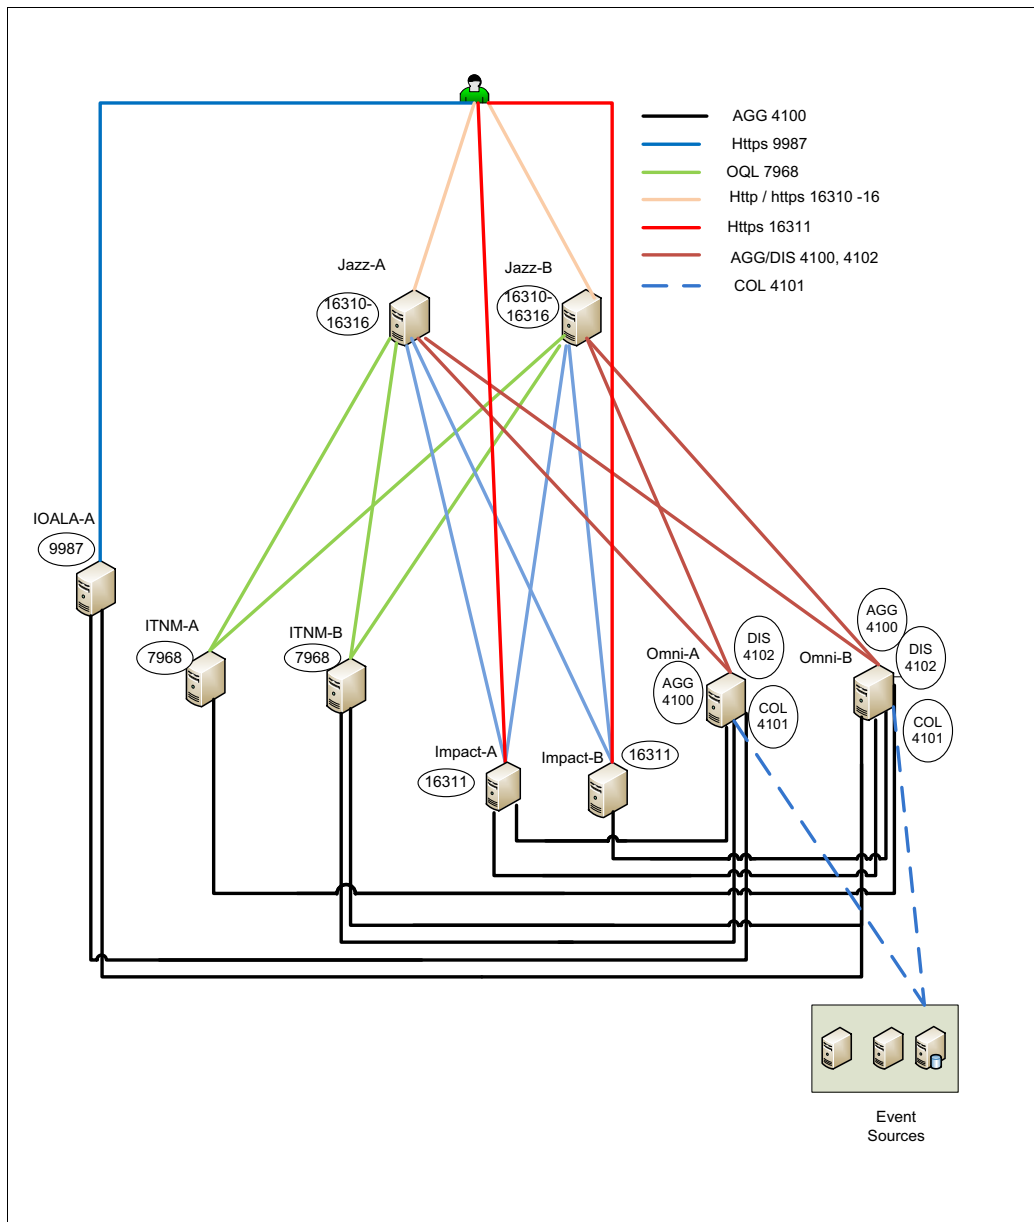 AGG 4100
Https 9987
OQL 7968
Http / https 16310 -16
Https 16311
AGG/DIS 4100, 4102
COL 4101
Jazz-A
16310-
16316
Jazz-B
16310-
16316
IOALA-A
9987
ITNM-A
7968
ITNM-B
7968
Omni-A
DIS
4102
AGG
4100
COL
4101
Omni-B
AGG
4100
DIS
4102
COL
4101
Impact-A
16311
Impact-B
16311
Event
Sources